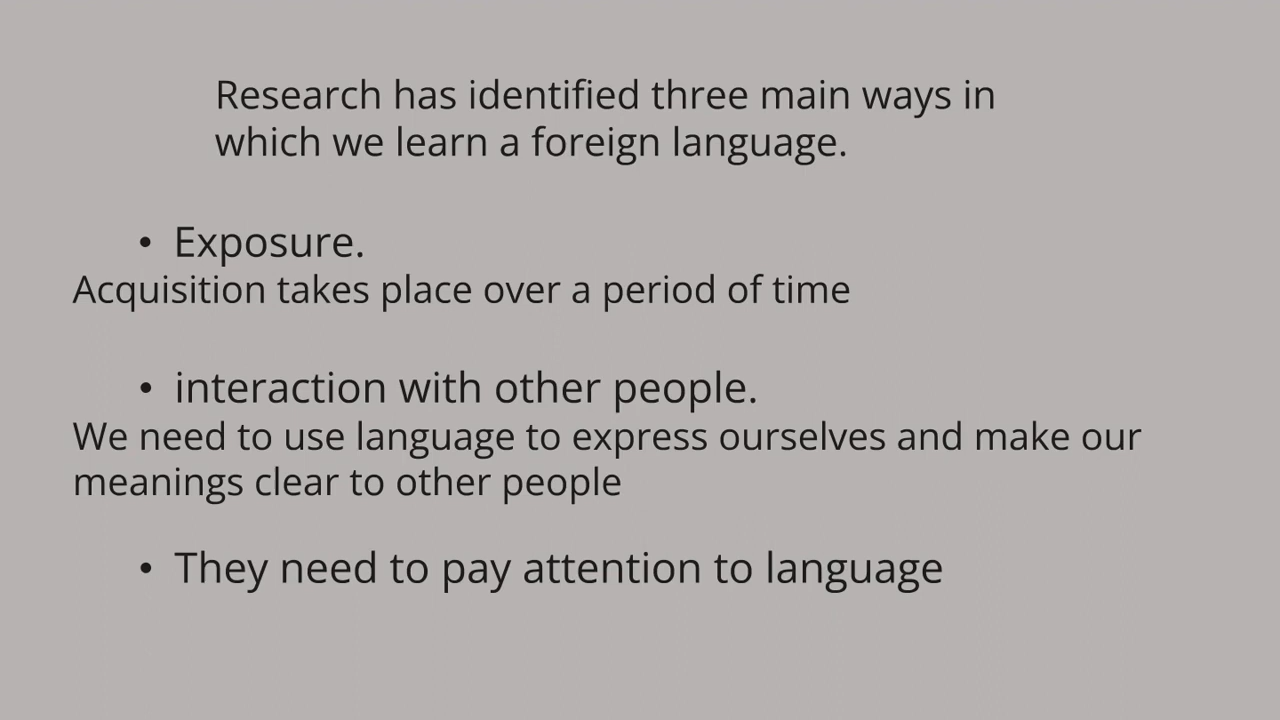 Research has identified three main ways in
which we learn a foreign language.
• Exposure.
Acquisition takes place over a period of time
• interaction with other people.
We need to use language to express ourselves and make our
meanings clear to other people
• They need to pay attention to language